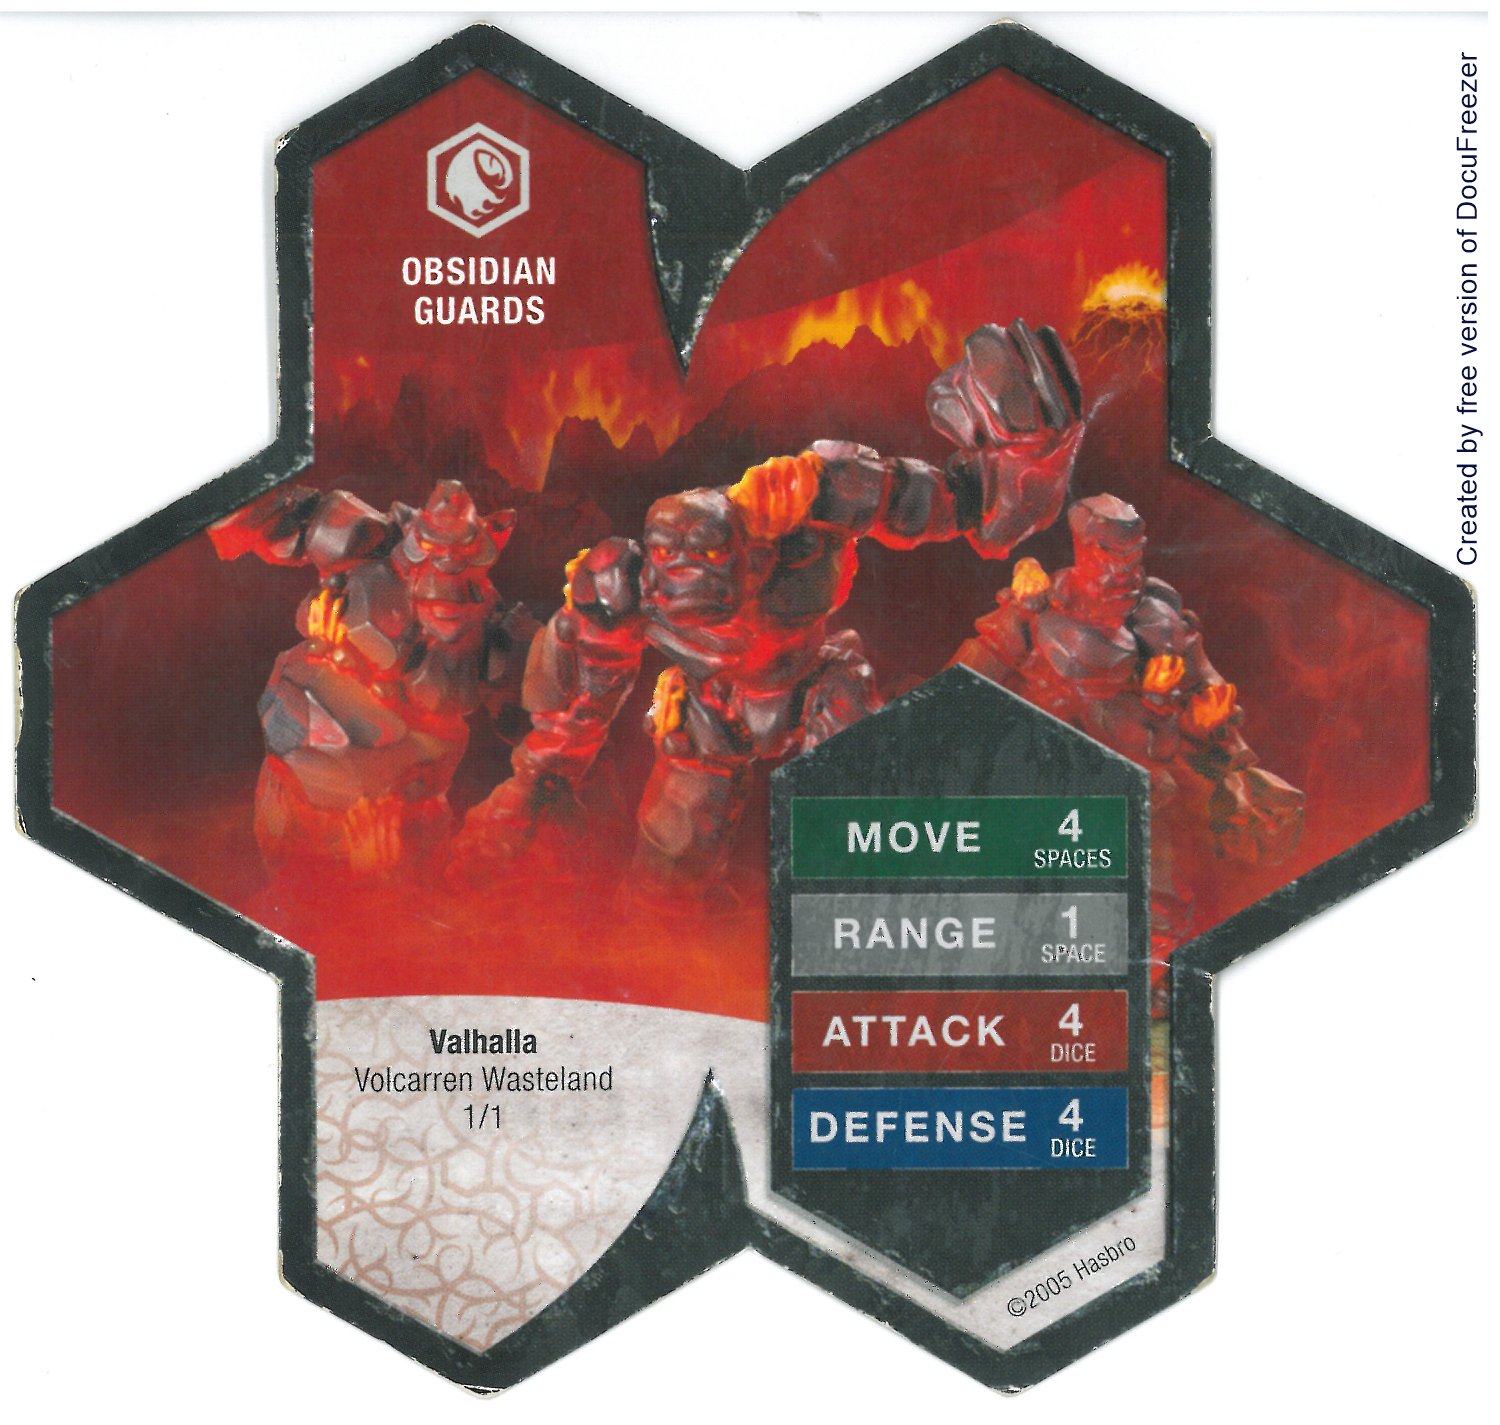 OBSIDIAN
GUARDS
MOVE 4
SPACES
RANGE 1
SPACE
ATTACK 4
DICE
DEFENSE 4
DICE
Valhalla
Volcarren Wasteland
1/1
©2005 Hasbro
Created by free version of DocuFreezer